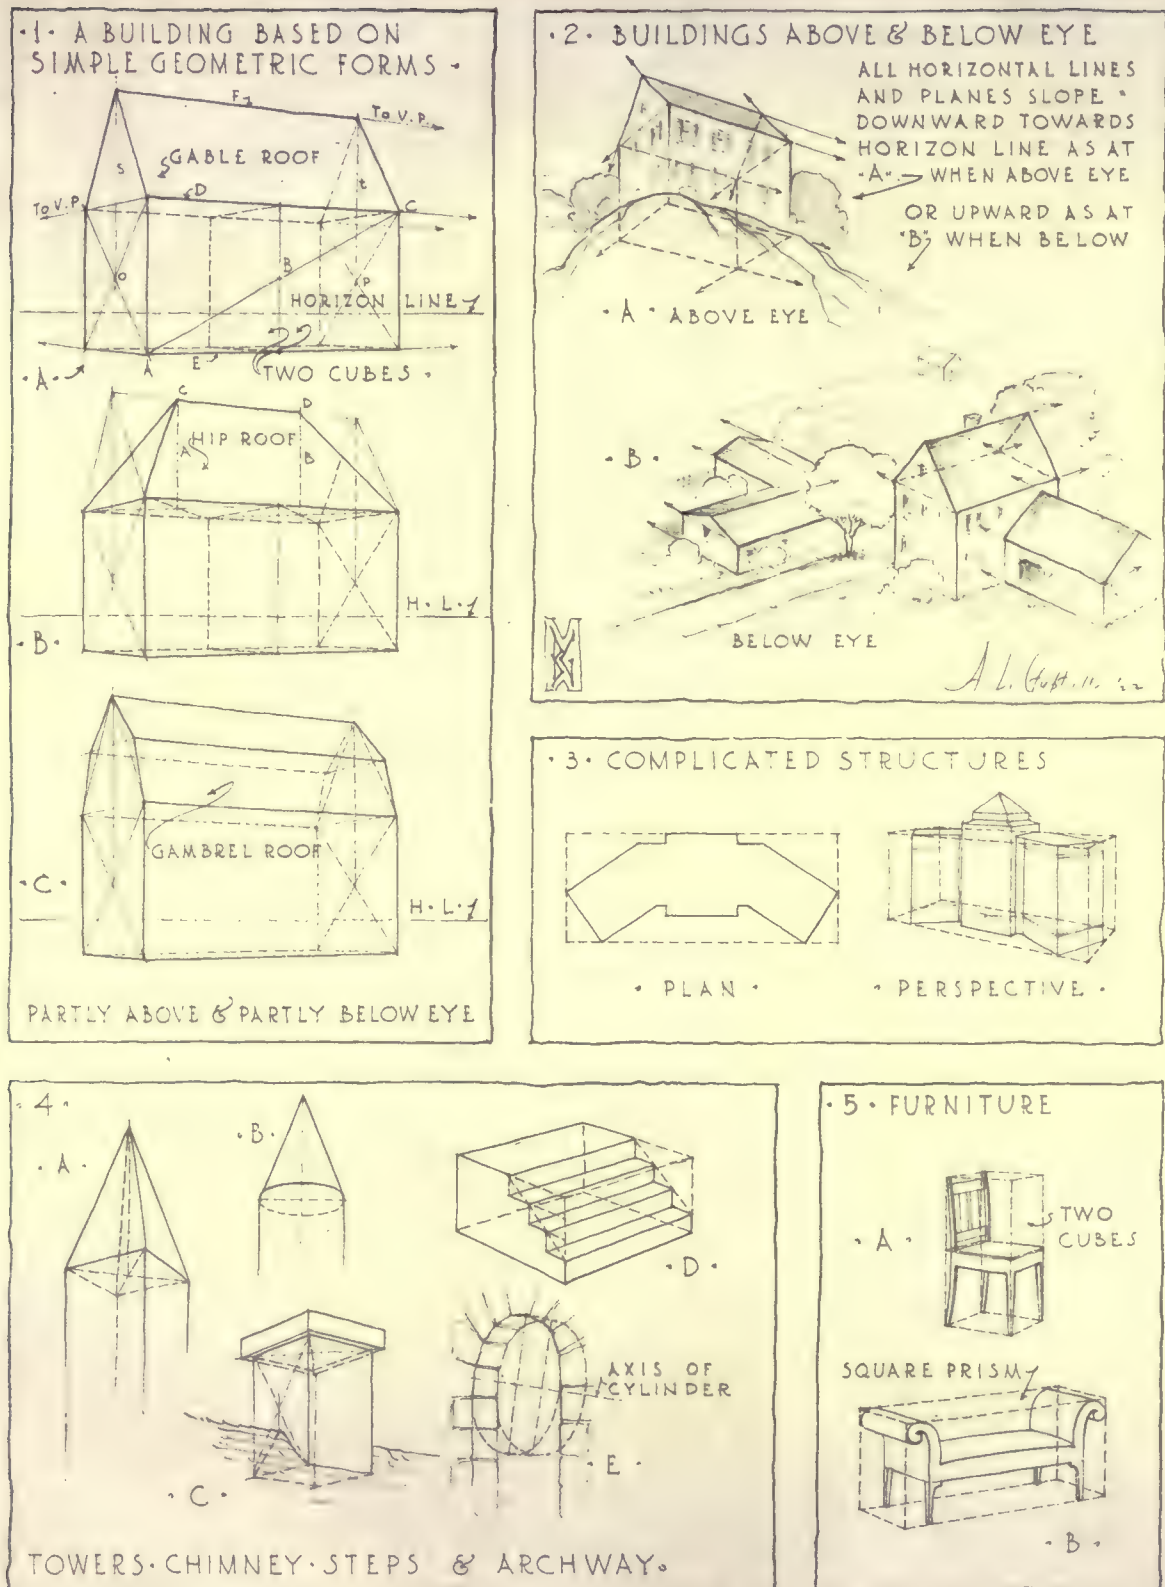 ·1· A BUILDING BASED ON
SIMPLE GEOMETRIC FORMS ·
F
TO V.P.
S
GABLE ROOF
t
D
TO V.P.
C
O
B
P
HORIZON LINE
E
A
·A·
TWO CUBES ·
C
D
HIP ROOF
A
B
H·L·
·B·
GAMBREL ROOF
·C·
H·L·
PARTLY ABOVE & PARTLY BELOW EYE
·2· BUILDINGS ABOVE & BELOW EYE
ALL HORIZONTAL LINES
AND PLANES SLOPE ·
DOWNWARD TOWARDS
HORIZON LINE AS AT
"A" WHEN ABOVE EYE
OR UPWARD AS AT
"B" WHEN BELOW
·A· ABOVE EYE
·B·
BELOW EYE
A. L.
'22
·3· COMPLICATED STRUCTURES
· PLAN ·
· PERSPECTIVE ·
·4·
·A·
·B·
·D·
AXIS OF
CYLINDER
·E·
·C·
TOWERS·CHIMNEY·STEPS & ARCHWAY·
·5· FURNITURE
·A·
TWO
CUBES
SQUARE PRISM
·B·